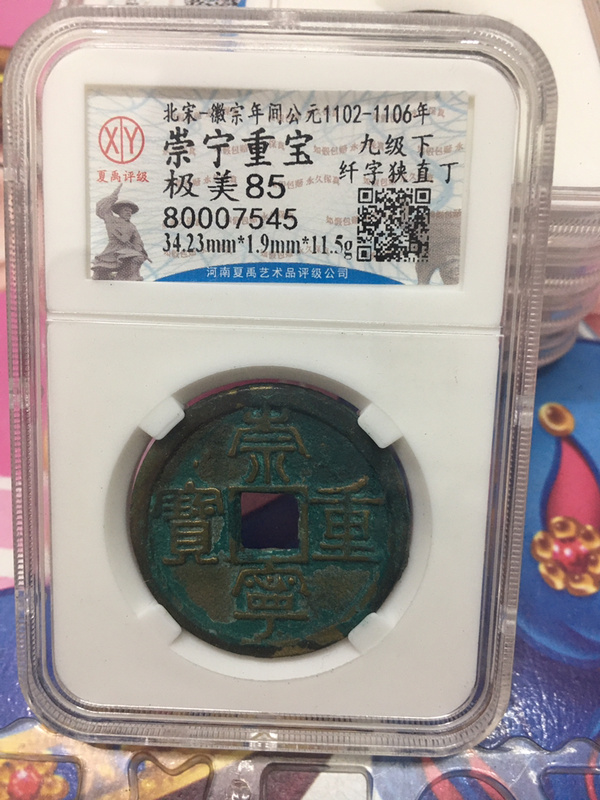 北宋-徽宗年间公元1102-1106年
XY
夏禹评级
崇宁重宝
九级下
极美85
纤字狭直丁
80007545
34.23mm*1.9mm*11.5g
河南夏禹艺术品评级公司
崇
重
寧
寶